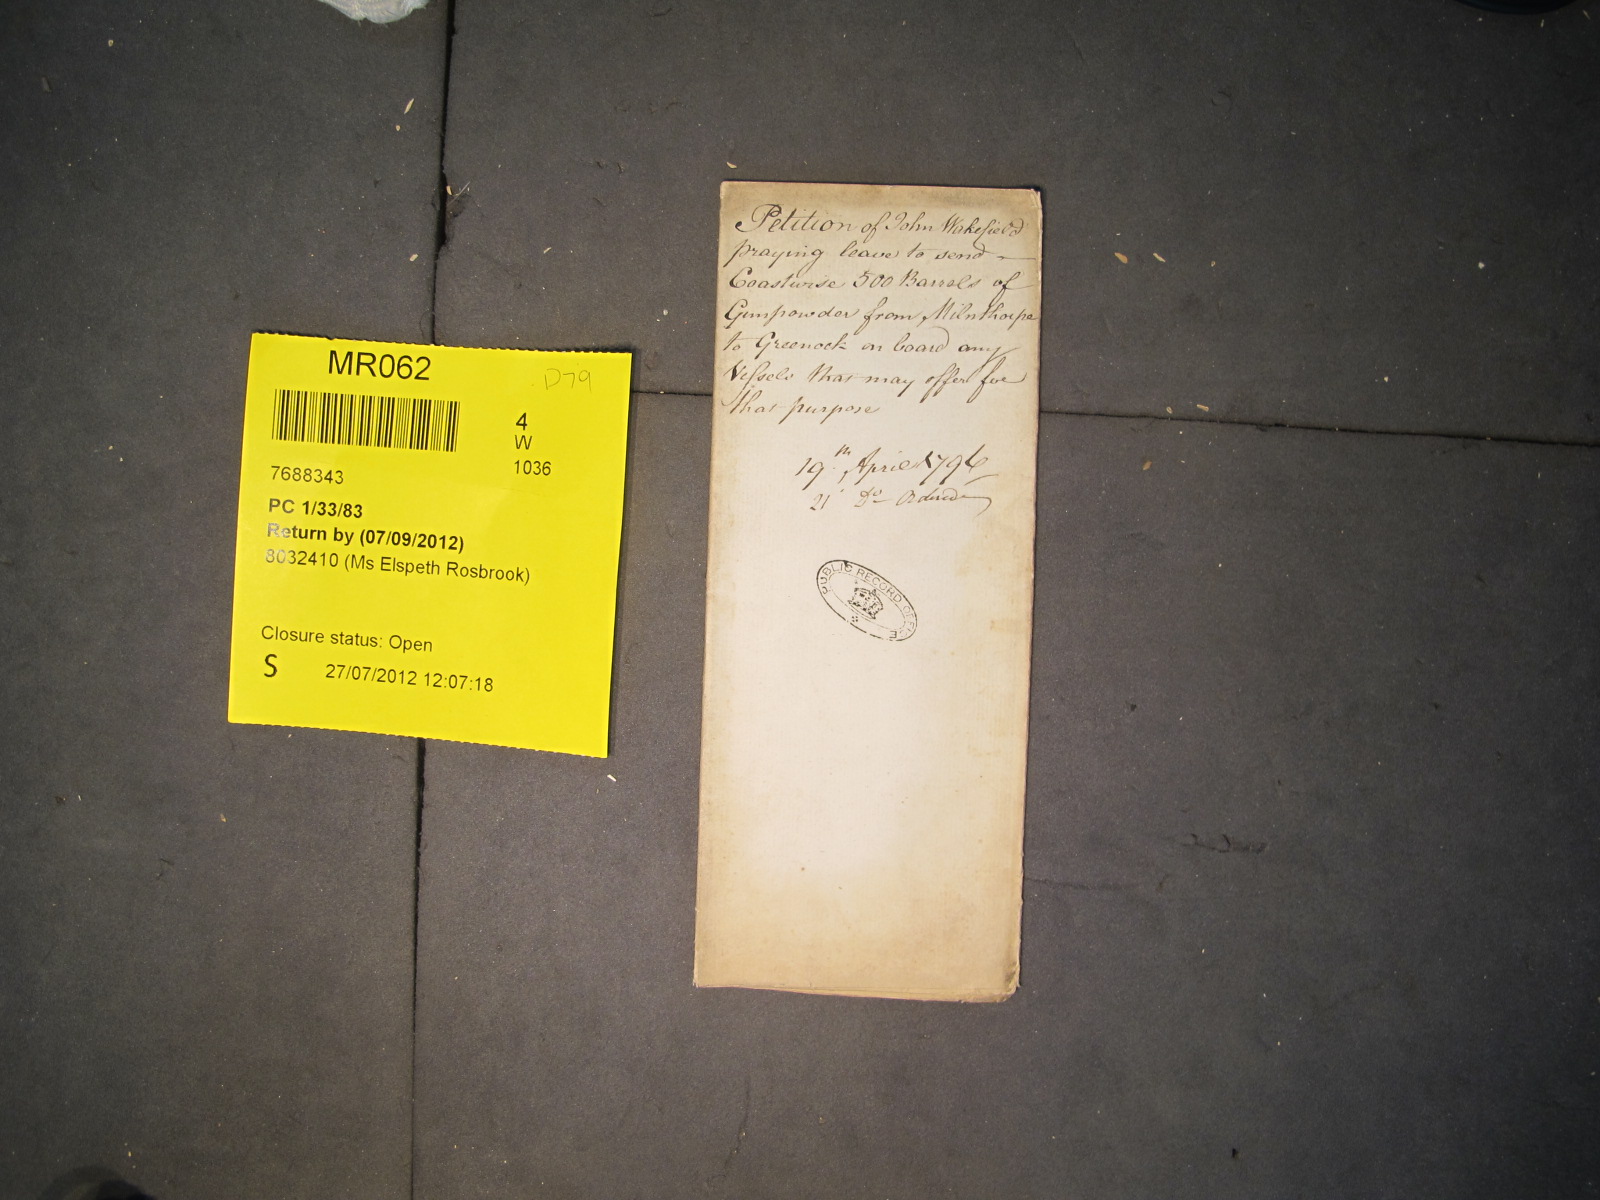 MR062
D79
4
W
1036
7688343
PC 1/33/83
Return by (07/09/2012)
8032410 (Ms Elspeth Rosbrook)
Closure status: Open
S 27/07/2012 12:07:18
Petition of John Wakefield
praying leave to send
Coastwise 500 Barrels of
Gunpowder from Milnthorpe
to Greenock on board any
Vessels that may offer for
that purpose
19th April 1796
21st Do Ordered
PUBLIC RECORD OFFICE